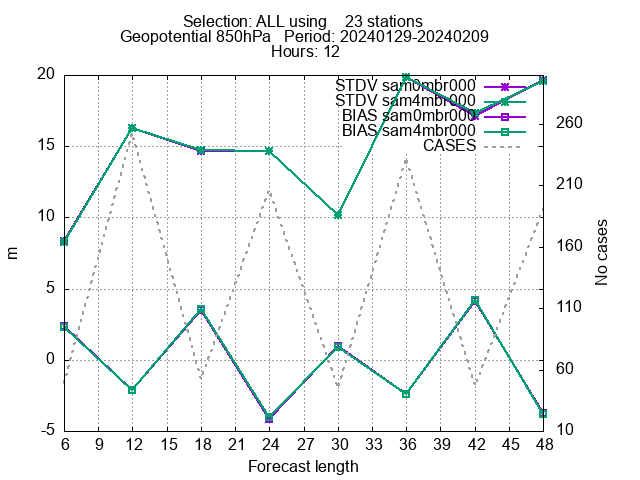 Selection: ALL using 23 stations
Geopotential 850hPa Period: 20240129-20240209
Hours: 12
STDV sam0mbr000
STDV sam4mbr000
BIAS sam0mbr000
BIAS sam4mbr000
CASES
20
15
10
5
0
-5
m
260
210
160
110
60
10
No cases
6 9 12 15 18 21 24 27 30 33 36 39 42 45 48
Forecast length